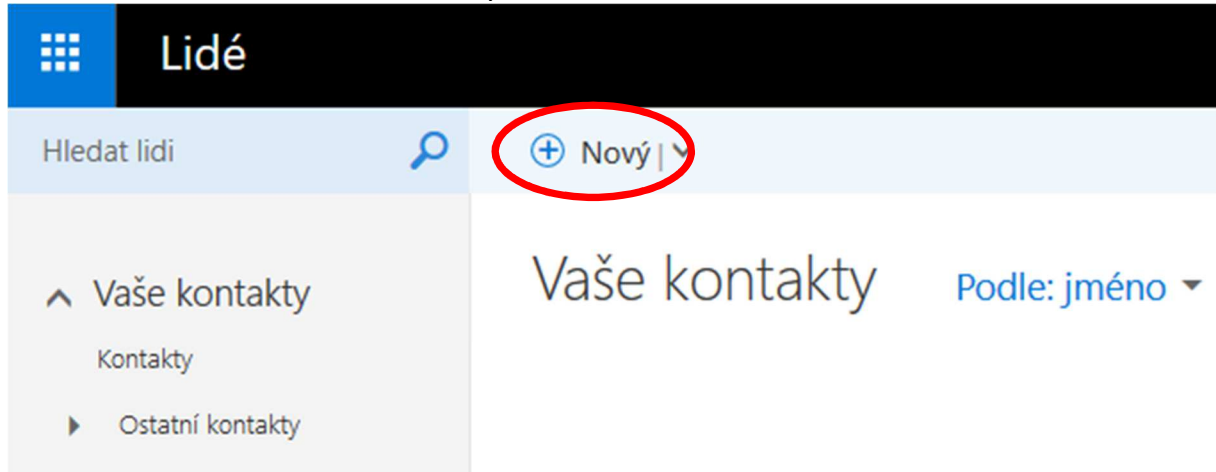 Lidé
Hledat lidi
Nový |
Vaše kontakty
Kontakty
Ostatní kontakty
Vaše kontakty
Podle: jméno